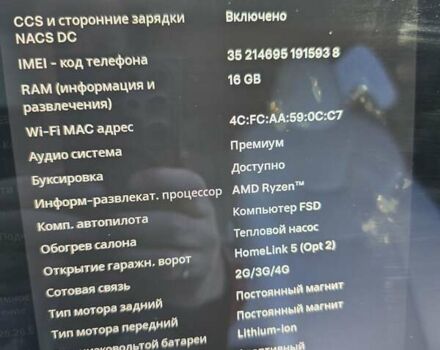 CCS и сторонние зарядки
NACS DC
Включено
IMEI - код телефона
35 214695 191593 8
RAM (информация и
развлечения)
16 GB
Wi-Fi MAC адрес
4C:FC:AA:59:0C:C7
Аудио система
Премиум
Буксировка
Доступно
Информ-развлекат. процессор
AMD Ryzen™
Комп. автопилота
Компьютер FSD
Обогрев салона
Тепловой насос
Открытие гаражн. ворот
HomeLink 5 (Opt 2)
Сотовая связь
2G/3G/4G
Тип мотора задний
Постоянный магнит
Тип мотора передний
Постоянный магнит
низковольтой батареи
Lithium-Ion